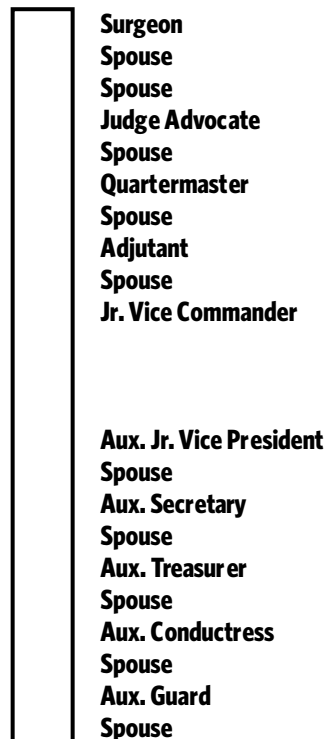 Surgeon
Spouse
Spouse
Judge Advocate
Spouse
Quartermaster
Spouse
Adjutant
Spouse
Jr. Vice Commander
Aux. Jr. Vice President
Spouse
Aux. Secretary
Spouse
Aux. Treasurer
Spouse
Aux. Conductress
Spouse
Aux. Guard
Spouse